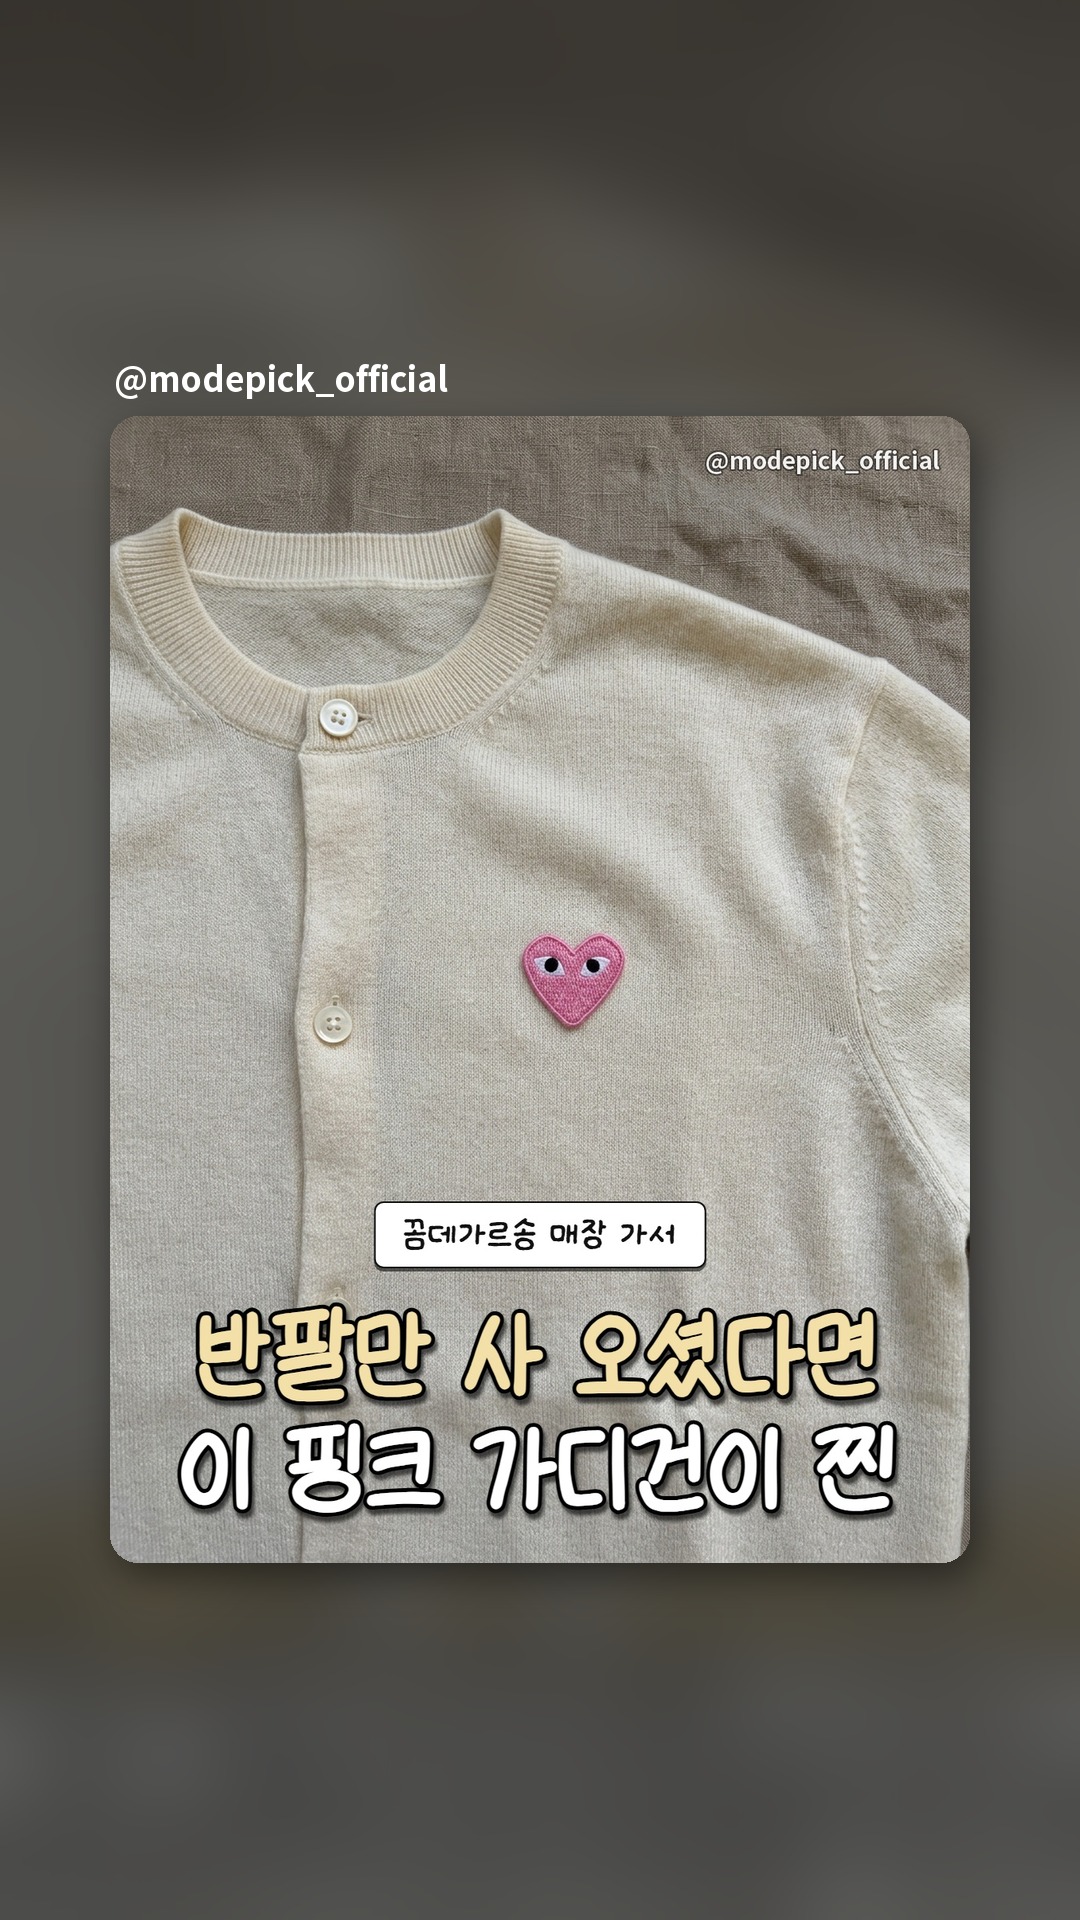 @modepick_official
@modepick_official
꼼데가르송 매장 가서
반팔만 사 오셨다면
이 핑크 가디건이 찐